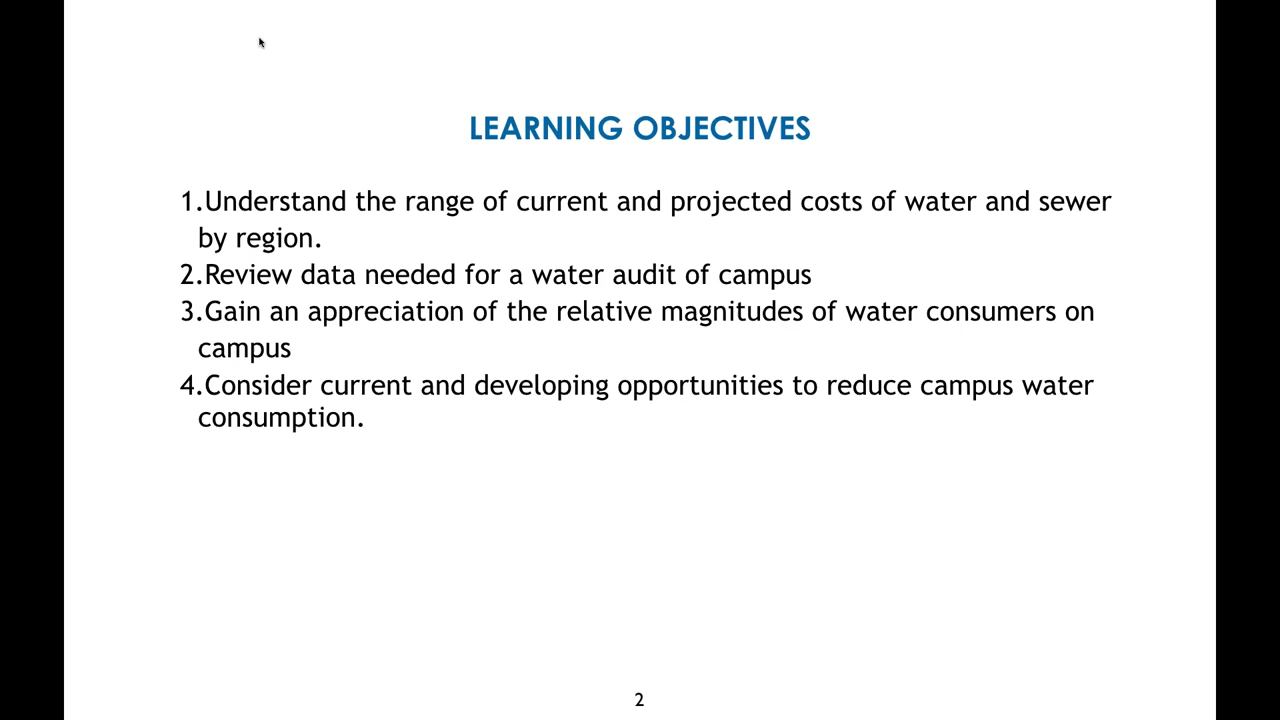 LEARNING OBJECTIVES
1.Understand the range of current and projected costs of water and sewer
by region.
2.Review data needed for a water audit of campus
3.Gain an appreciation of the relative magnitudes of water consumers on
campus
4.Consider current and developing opportunities to reduce campus water
consumption.
2